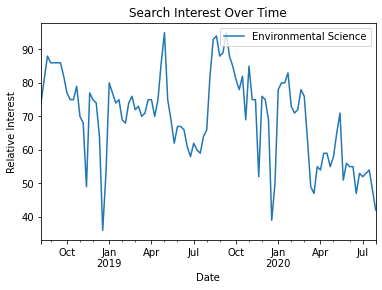 Search Interest Over Time
Environmental Science
90
80
70
60
50
40
Relative Interest
Oct Jan Apr Jul Oct Jan Apr Jul
2019 2020
Date